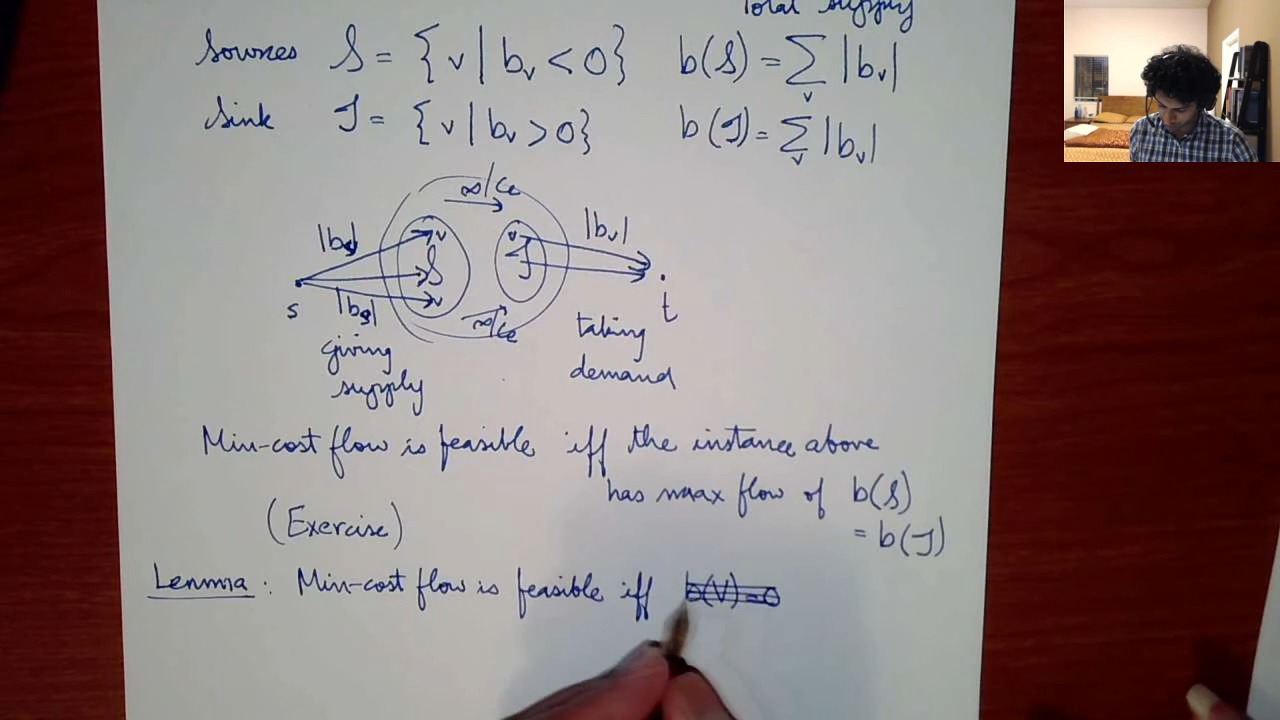 Total supply
Sources S = { v | b_v < 0 } b(S) = Σ_v |b_v|
Sink T = { v | b_v > 0 } b(T) = Σ_v |b_v|
∞/c_e
|b_v|
|b_s|
v
v
S
T
v
s
t
|b_s|
∞/c_e
giving
supply
taking
demand
Min-cost flow is feasible iff the instance above
has max flow of b(S)
= b(T)
(Exercise)
Lemma : Min-cost flow is feasible iff b(V) = 0